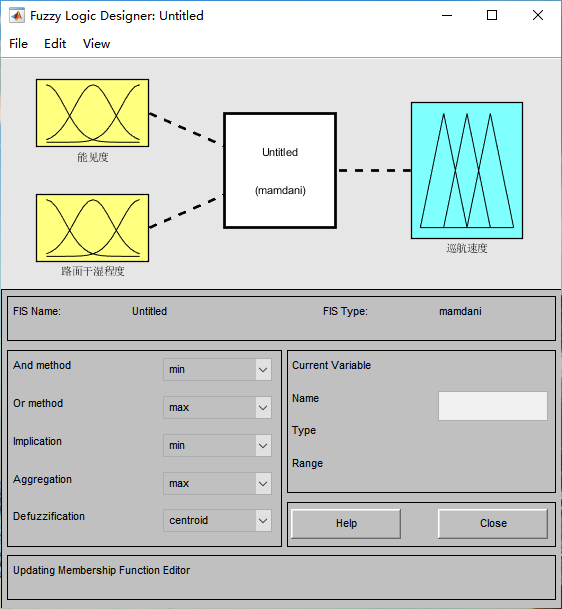 Fuzzy Logic Designer: Untitled
File Edit View
能见度
Untitled
(mamdani)
路面干湿程度
巡航速度
FIS Name: Untitled FIS Type: mamdani
And method min
Or method max
Implication min
Aggregation max
Defuzzification centroid
Current Variable
Name
Type
Range
Help Close
Updating Membership Function Editor